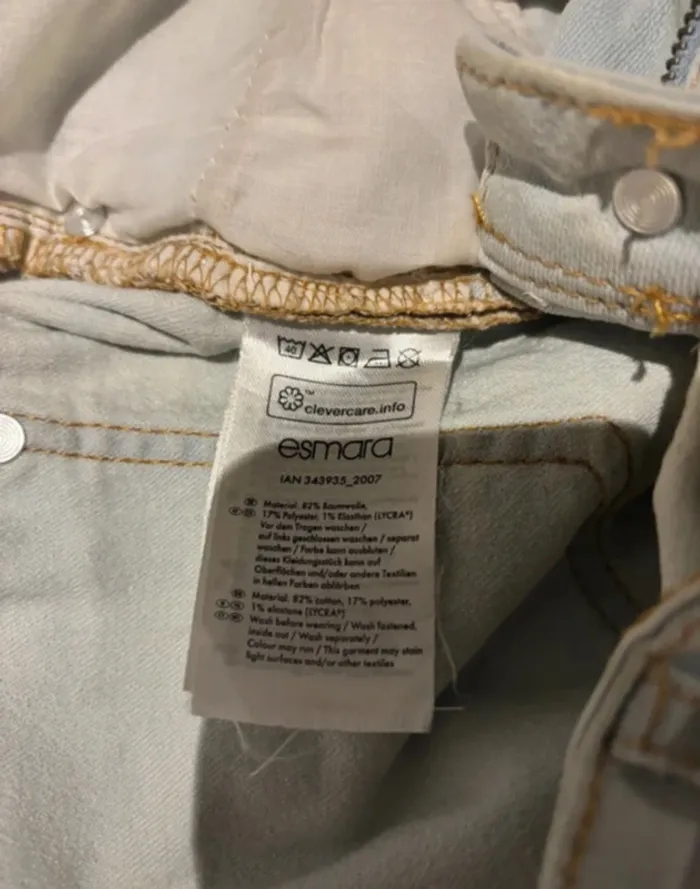 40
™
clevercare.info
esmara
IAN 343935_2007
Material: 82% Baumwolle,
17% Polyester, 1% Elasthan (LYCRA®)
Vor dem Tragen waschen /
auf links geschlossen waschen / separat
waschen / Farbe kann ausbluten /
dieses Kleidungsstück kann auf
Oberflächen und/oder andere Textilien
in hellen Farben abfärben
Material: 82% cotton, 17% polyester,
1% elastane (LYCRA®)
Wash before wearing / Wash fastened,
inside out / Wash separately /
Colour may run / This garment may stain
light surfaces and/or other textiles